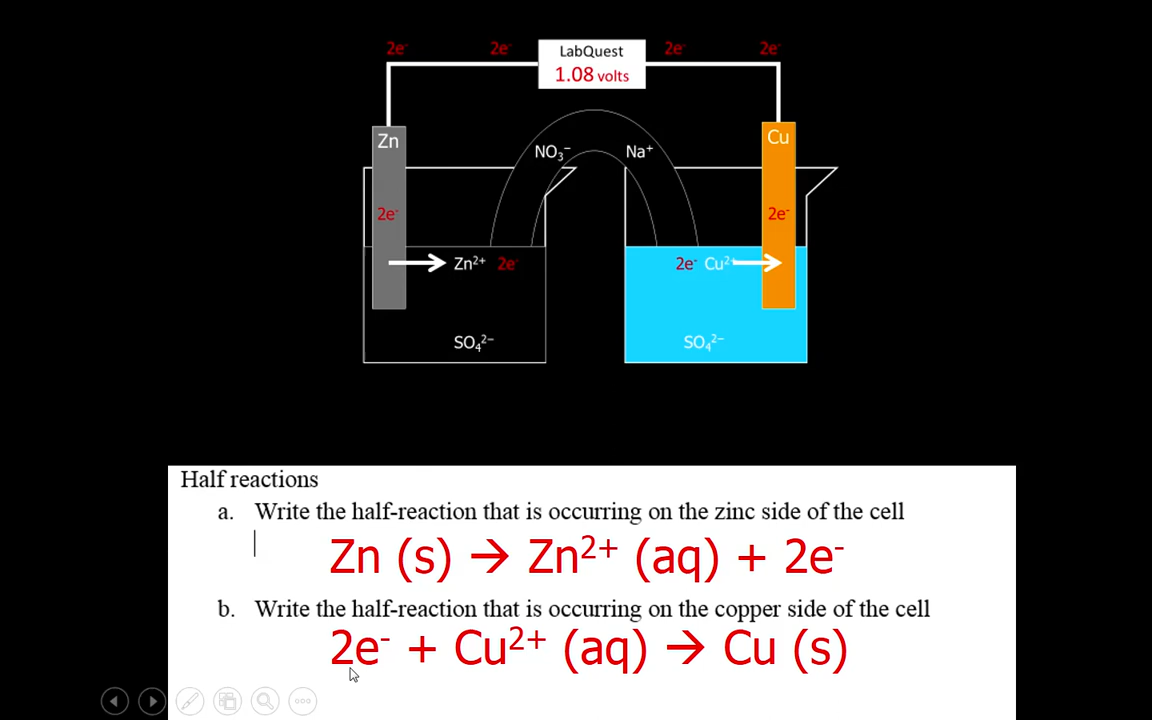 2e⁻ 2e⁻ LabQuest 2e⁻ 2e⁻
1.08 volts
Zn Cu
NO₃⁻ Na⁺
2e⁻ 2e⁻
Zn²⁺ 2e⁻ 2e⁻ Cu²⁺
SO₄²⁻ SO₄²⁻
Half reactions
a. Write the half-reaction that is occurring on the zinc side of the cell
Zn (s) → Zn²⁺ (aq) + 2e⁻
b. Write the half-reaction that is occurring on the copper side of the cell
2e⁻ + Cu²⁺ (aq) → Cu (s)